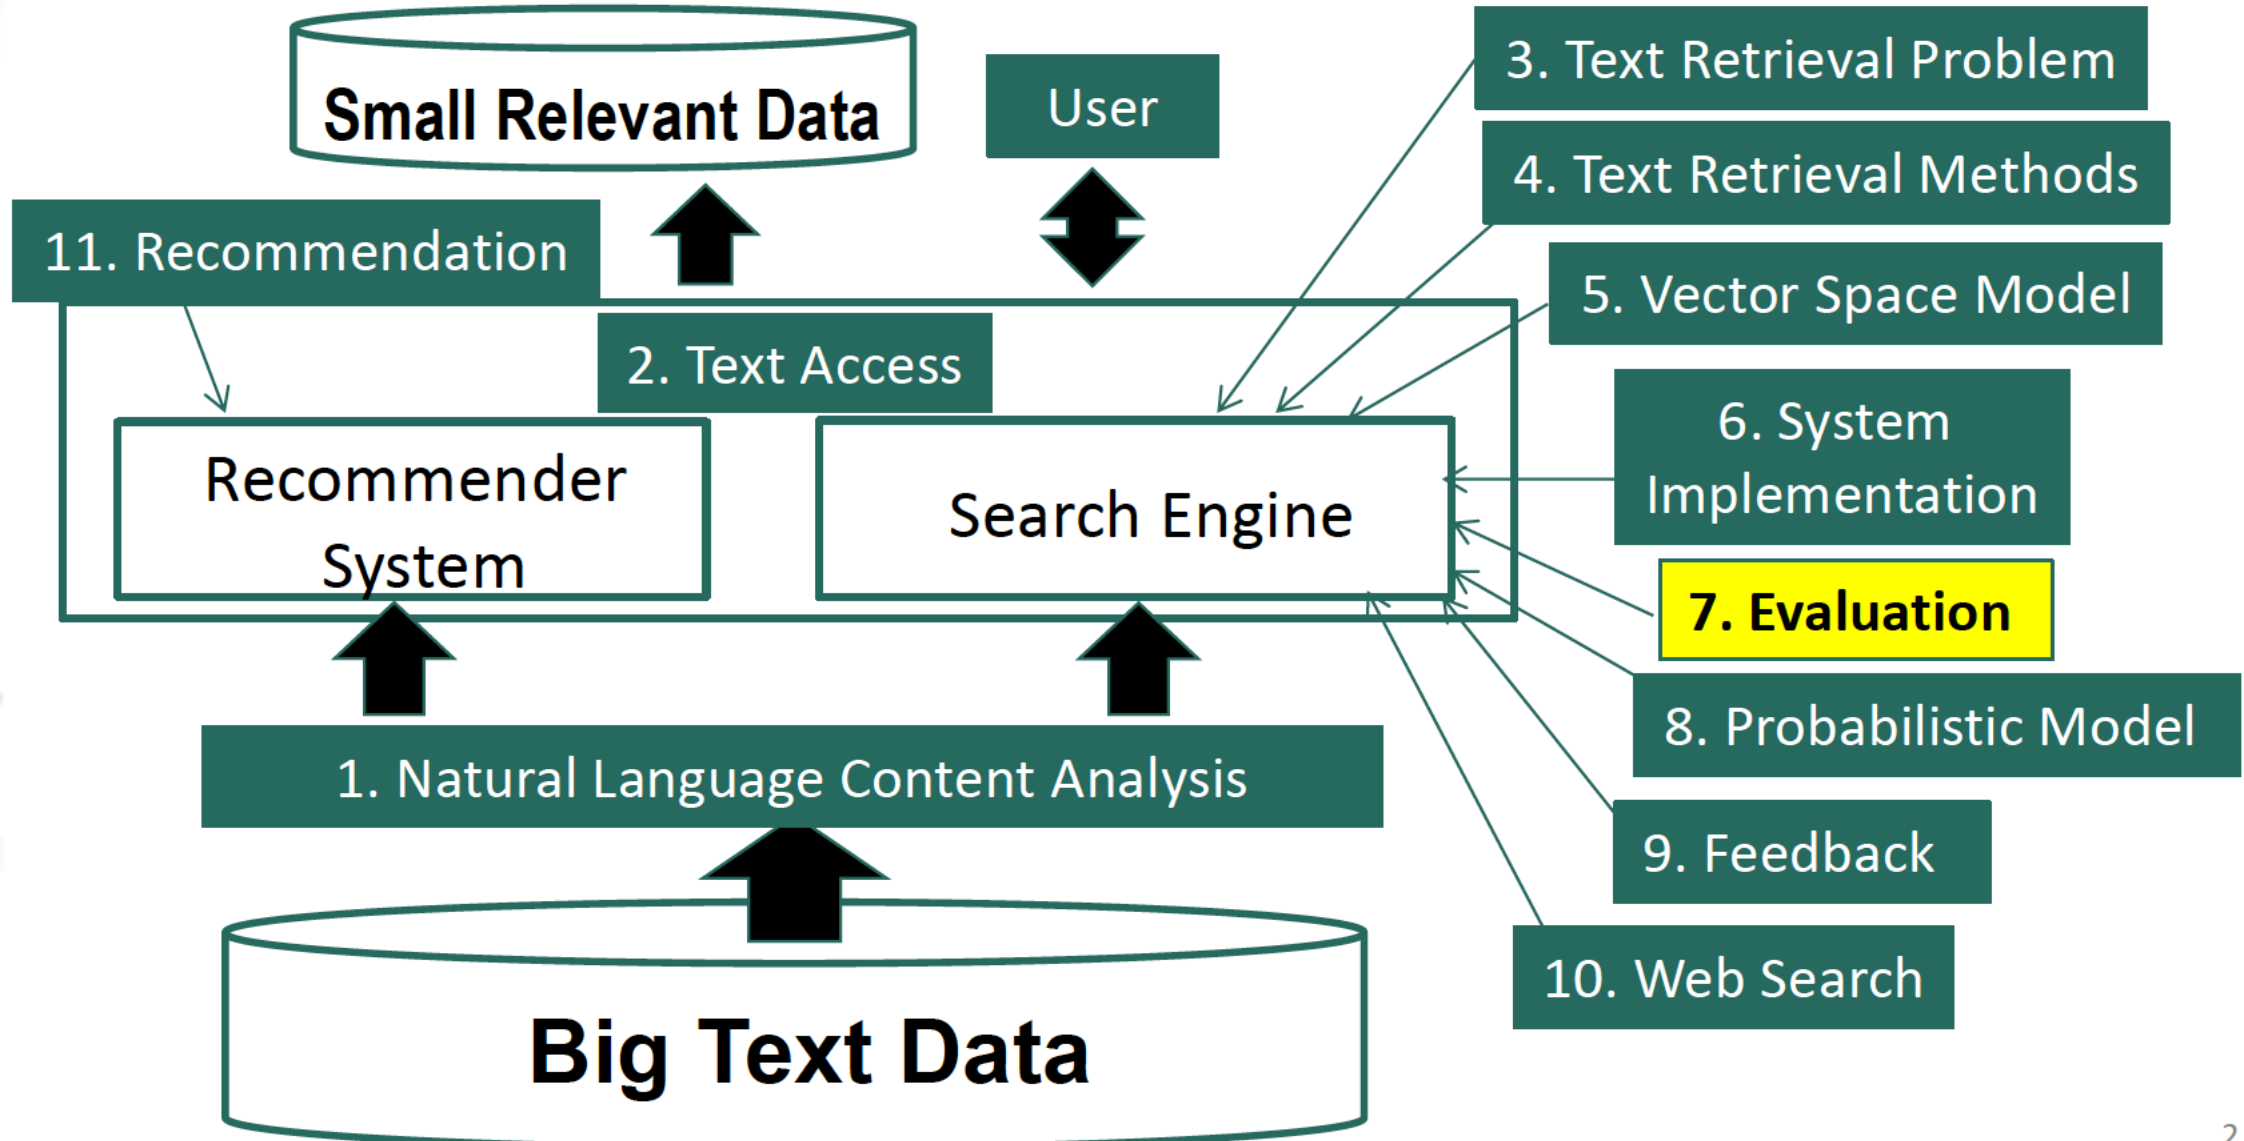 Small Relevant Data
User
3. Text Retrieval Problem
4. Text Retrieval Methods
11. Recommendation
5. Vector Space Model
2. Text Access
6. System
Implementation
Recommender
System
Search Engine
7. Evaluation
8. Probabilistic Model
1. Natural Language Content Analysis
9. Feedback
10. Web Search
Big Text Data
2